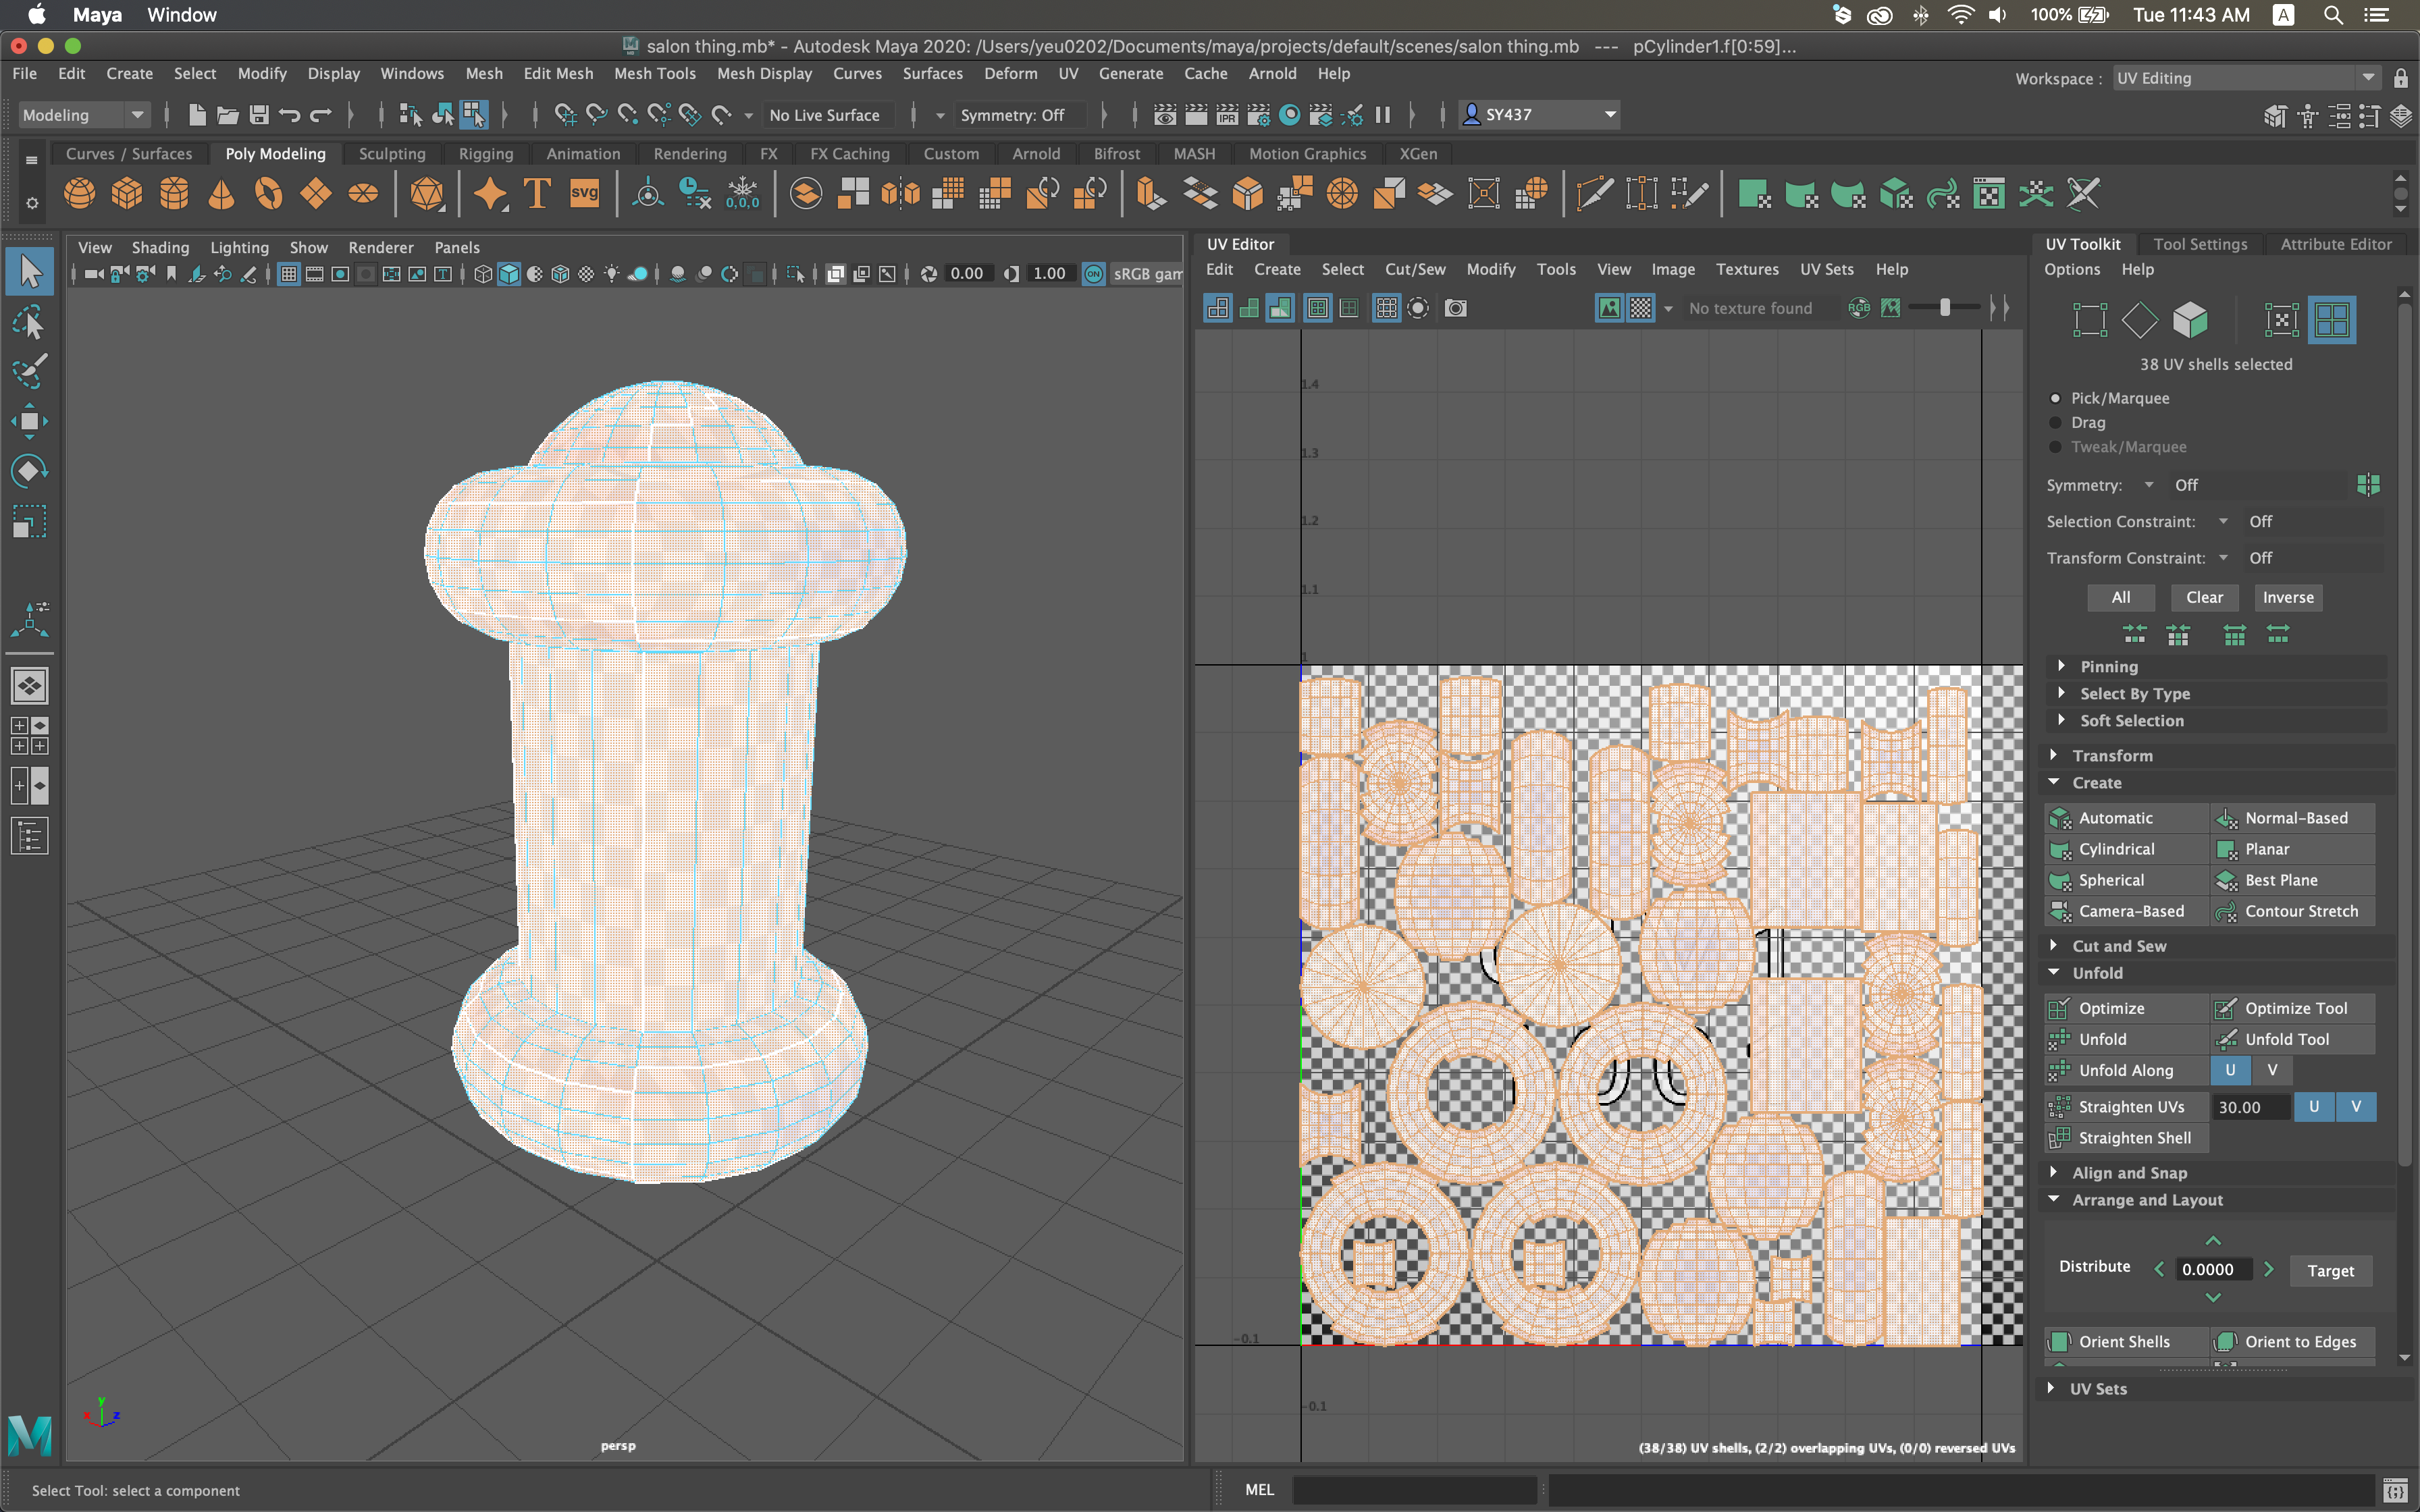 Maya Window 100% Tue 11:43 AM A
salon thing.mb* - Autodesk Maya 2020: /Users/yeu0202/Documents/maya/projects/default/scenes/salon thing.mb --- pCylinder1.f[0:59]...
File Edit Create Select Modify Display Windows Mesh Edit Mesh Mesh Tools Mesh Display Curves Surfaces Deform UV Generate Cache Arnold Help Workspace : UV Editing
Modeling No Live Surface Symmetry: Off IPR SY437
Curves / Surfaces Poly Modeling Sculpting Rigging Animation Rendering FX FX Caching Custom Arnold Bifrost MASH Motion Graphics XGen
T svg 0,0,0
View Shading Lighting Show Renderer Panels
0.00 1.00 ON sRGB gam
UV Editor
Edit Create Select Cut/Sew Modify Tools View Image Textures UV Sets Help
No texture found RGB
1.4
1.3
1.2
1.1
1
-0.1
-0.1
persp
y
x z
(38/38) UV shells, (2/2) overlapping UVs, (0/0) reversed UVs
UV Toolkit Tool Settings Attribute Editor
Options Help
38 UV shells selected
Pick/Marquee
Drag
Tweak/Marquee
Symmetry: Off
Selection Constraint: Off
Transform Constraint: Off
All Clear Inverse
Pinning
Select By Type
Soft Selection
Transform
Create
Automatic Normal-Based
Cylindrical Planar
Spherical Best Plane
Camera-Based Contour Stretch
Cut and Sew
Unfold
Optimize Optimize Tool
Unfold Unfold Tool
Unfold Along U V
Straighten UVs 30.00 U V
Straighten Shell
Align and Snap
Arrange and Layout
Distribute 0.0000 Target
Orient Shells Orient to Edges
UV Sets
Select Tool: select a component
MEL